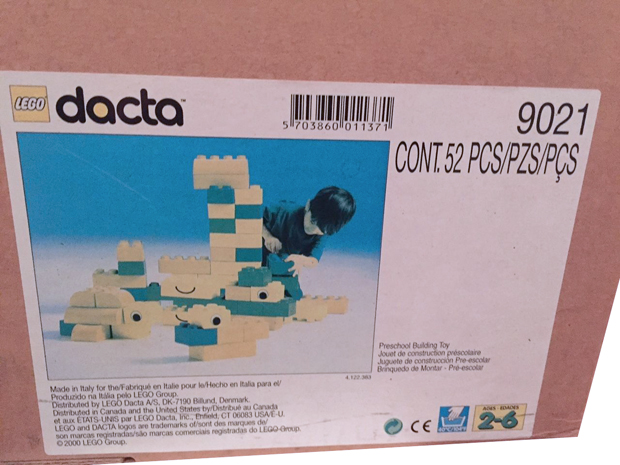 LEGO dacta™
5 703860 011371
9021
CONT. 52 PCS/PZS/PÇS
Preschool Building Toy
Jouet de construction préscolaire
Juguete de construcción Pre-escolar
Brinquedo de Montar - Pré-escolar
4.122.383
Made in Italy for the/Fabriqué en Italie pour le/Hecho en Italia para el/
Produzido na Itália pelo LEGO Group.
Distributed by LEGO Dacta A/S, DK-7190 Billund, Denmark.
Distributed in Canada and the United States by/Distribué au Canada
et aux ÉTATS-UNIS par LEGO Dacta, Inc., Enfield, CT 06083 USA/E-U.
LEGO and DACTA logos are trademarks of/sont des marques de/
son marcas registradas/são marcas comerciais registradas do LEGO Group.
© 2000 LEGO Group.
CE
AGES · EDADES
2-6